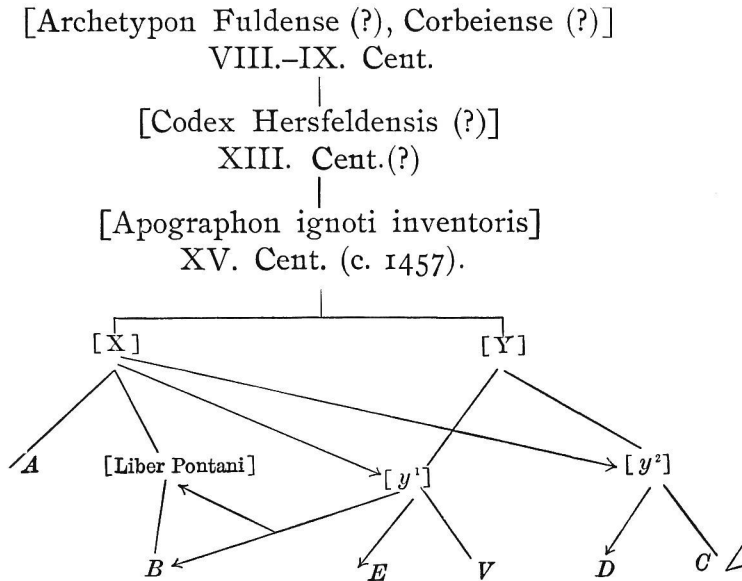 [Archetypon Fuldense (?), Corbeiense (?)]
VIII.–IX. Cent.
[Codex Hersfeldensis (?)]
XIII. Cent.(?)
[Apographon ignoti inventoris]
XV. Cent. (c. 1457).
[X] [Y]
A [Liber Pontani] [y¹] [y²]
B E V D C